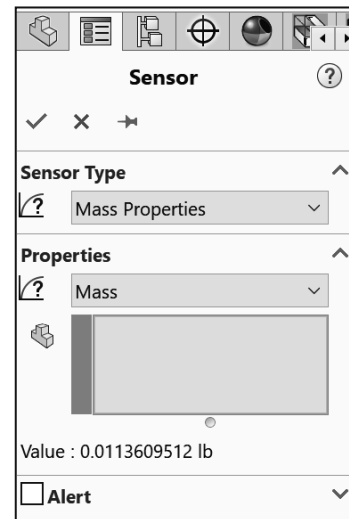 Sensor
?
Sensor Type
?
Mass Properties
Properties
?
Mass
Value : 0.0113609512 lb
Alert